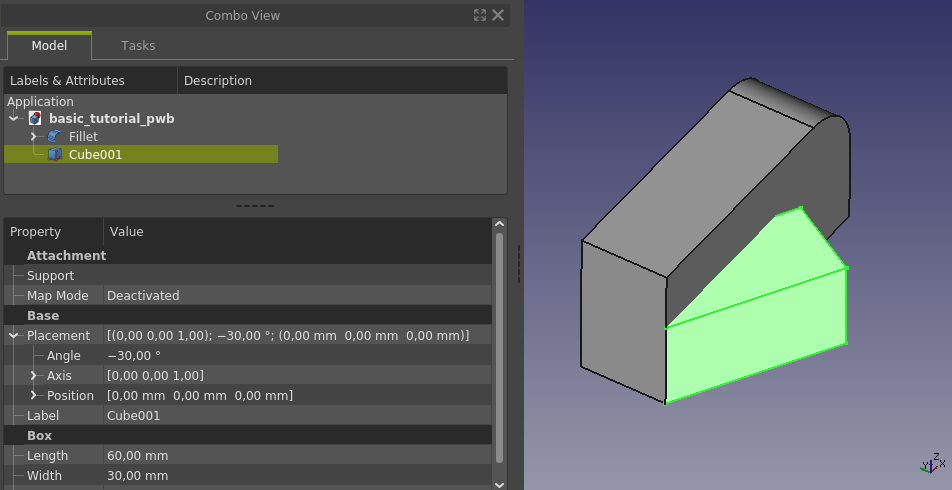 Combo View
Model Tasks
Labels & Attributes Description
Application
basic_tutorial_pwb
Fillet
Cube001
Property Value
Attachment
Support
Map Mode Deactivated
Base
Placement [(0,00 0,00 1,00); −30,00 °; (0,00 mm 0,00 mm 0,00 mm)]
Angle −30,00 °
Axis [0,00 0,00 1,00]
Position [0,00 mm 0,00 mm 0,00 mm]
Label Cube001
Box
Length 60,00 mm
Width 30,00 mm
Z
Y X